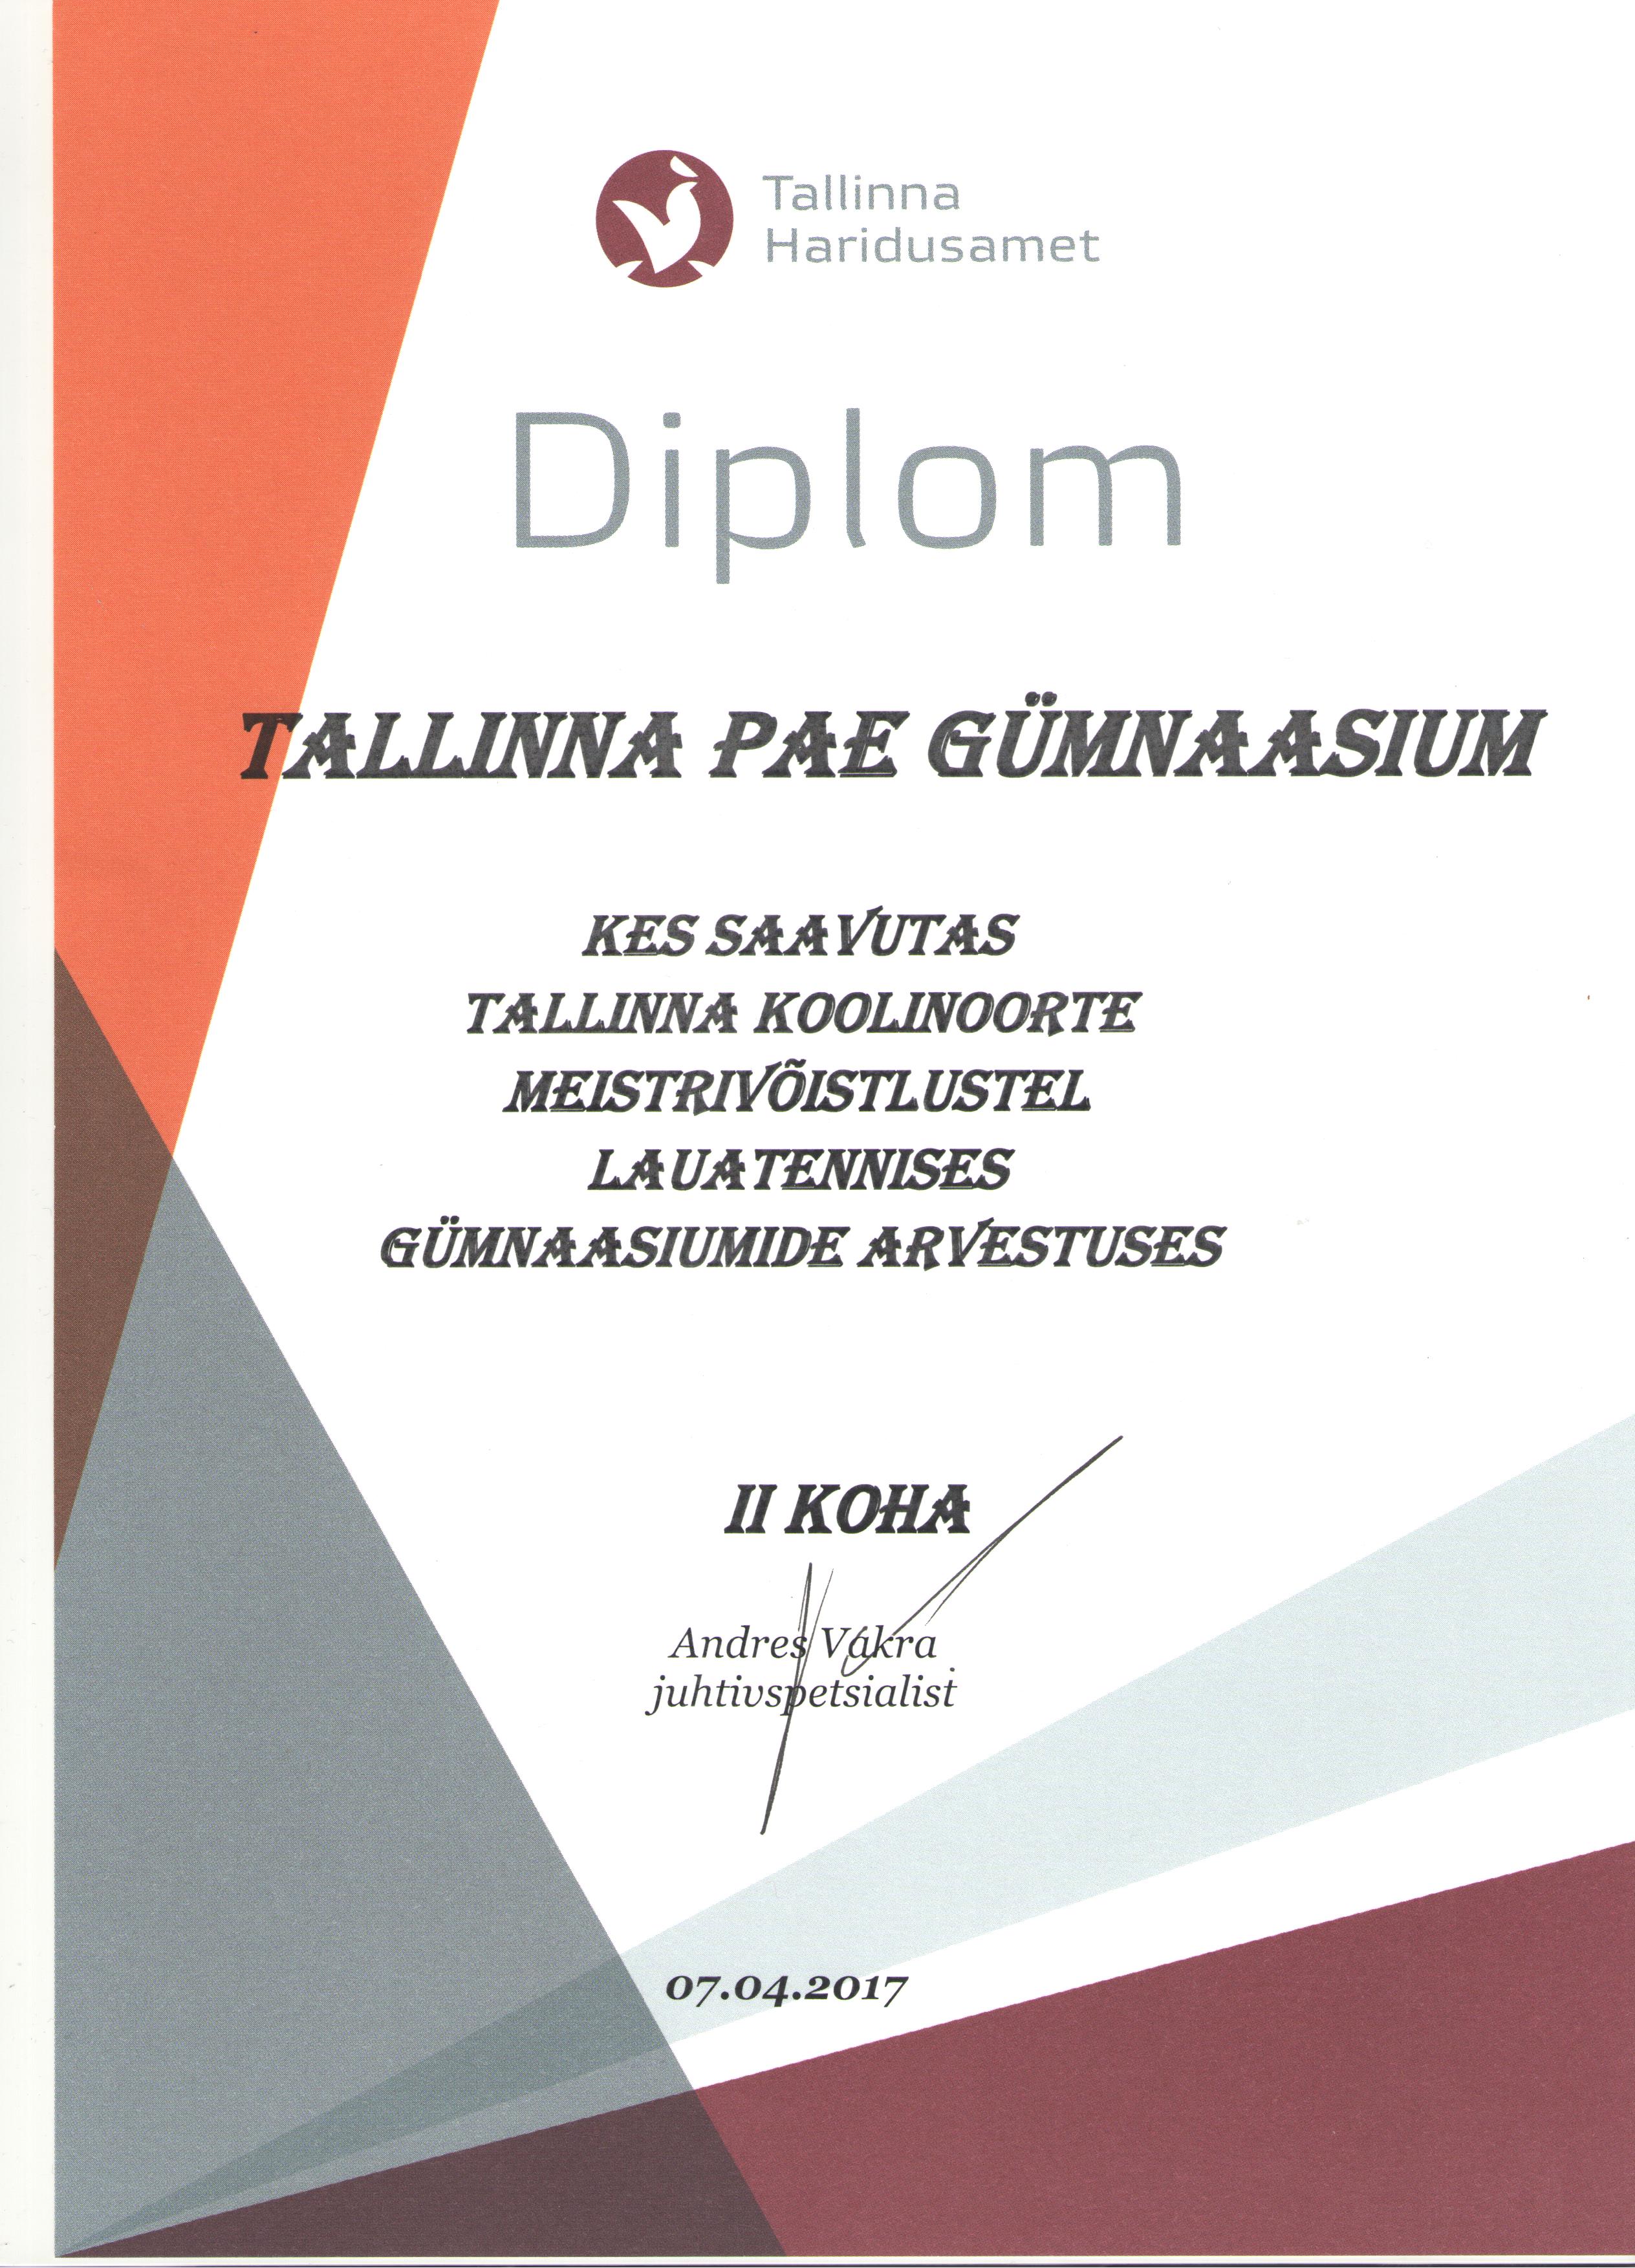 Tallinna
Haridusamet
Diplom
TALLINNA PAE GÜMNAASIUM
KES SAAVUTAS
TALLINNA KOOLINOORTE
MEISTRIVÕISTLUSTEL
LAUATENNISES
GÜMNAASIUMIDE ARVESTUSES
II KOHA
Andres Vakra
juhtivspetsialist
07.04.2017